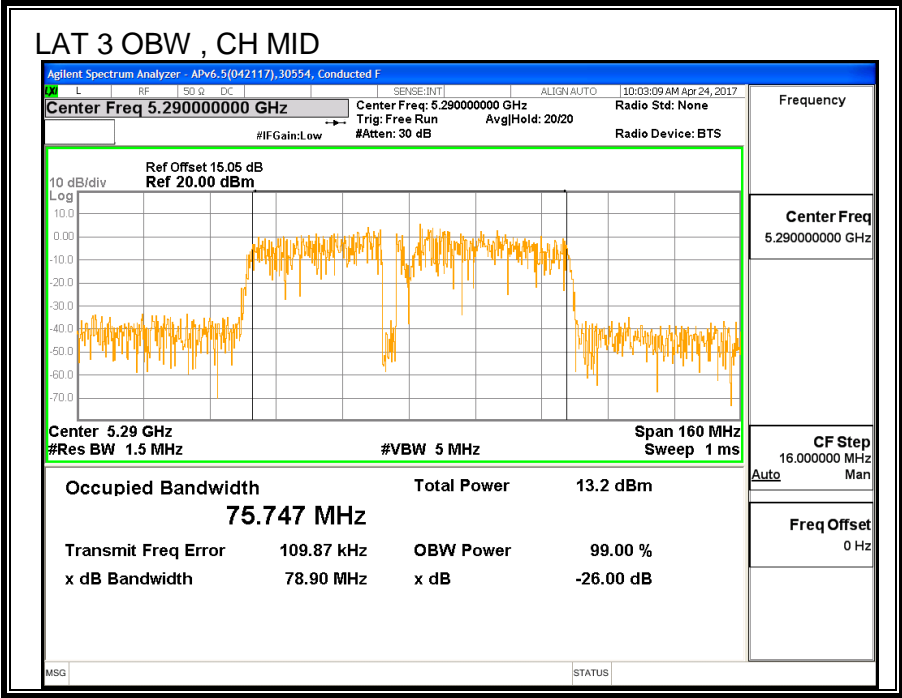 LAT 3 OBW , CH MID
Agilent Spectrum Analyzer - APv6.5(042117),30554, Conducted F
LXI L RF 50 Ω DC SENSE:INT ALIGN AUTO 10:03:09 AM Apr 24, 2017
Center Freq 5.290000000 GHz
Center Freq: 5.290000000 GHz
Radio Std: None
Trig: Free Run Avg|Hold: 20/20
#IFGain:Low #Atten: 30 dB Radio Device: BTS
Frequency
Ref Offset 15.05 dB
10 dB/div Ref 20.00 dBm
Log
10.0
0.00
-10.0
-20.0
-30.0
-40.0
-50.0
-60.0
-70.0
Center 5.29 GHz Span 160 MHz
#Res BW 1.5 MHz #VBW 5 MHz Sweep 1 ms
Center Freq
5.290000000 GHz
CF Step
16.000000 MHz
Auto Man
Freq Offset
0 Hz
Occupied Bandwidth Total Power 13.2 dBm
75.747 MHz
Transmit Freq Error 109.87 kHz OBW Power 99.00 %
x dB Bandwidth 78.90 MHz x dB -26.00 dB
MSG STATUS